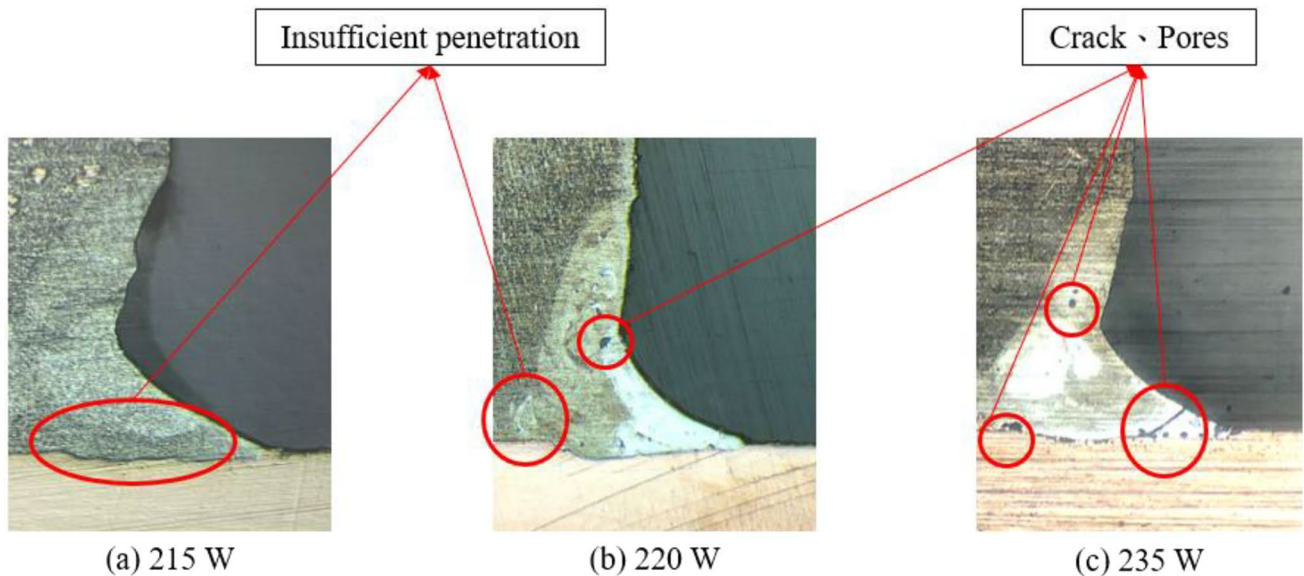 Insufficient penetration
Crack、Pores
(a) 215 W
(b) 220 W
(c) 235 W